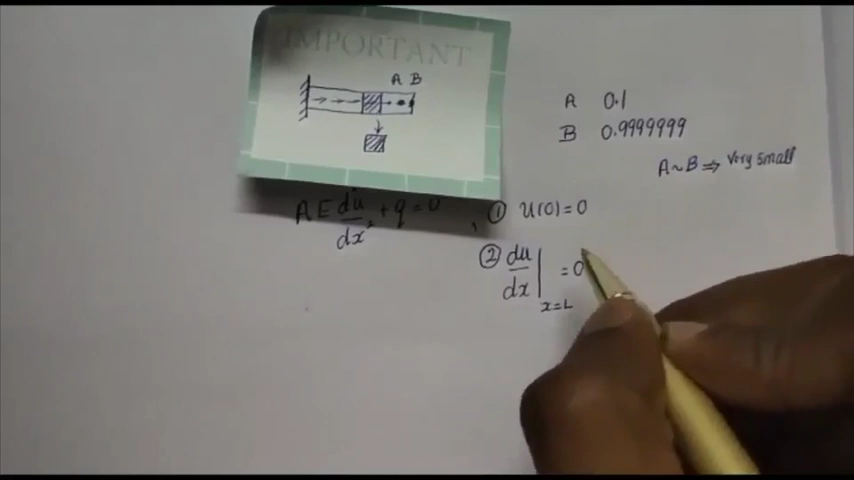 IMPORTANT
A B
A 0.1
B 0.9999999
A ~ B ⇒ Very small
AE d²u/dx² + q = 0 , ① u(0) = 0
② du/dx | x=L = 0